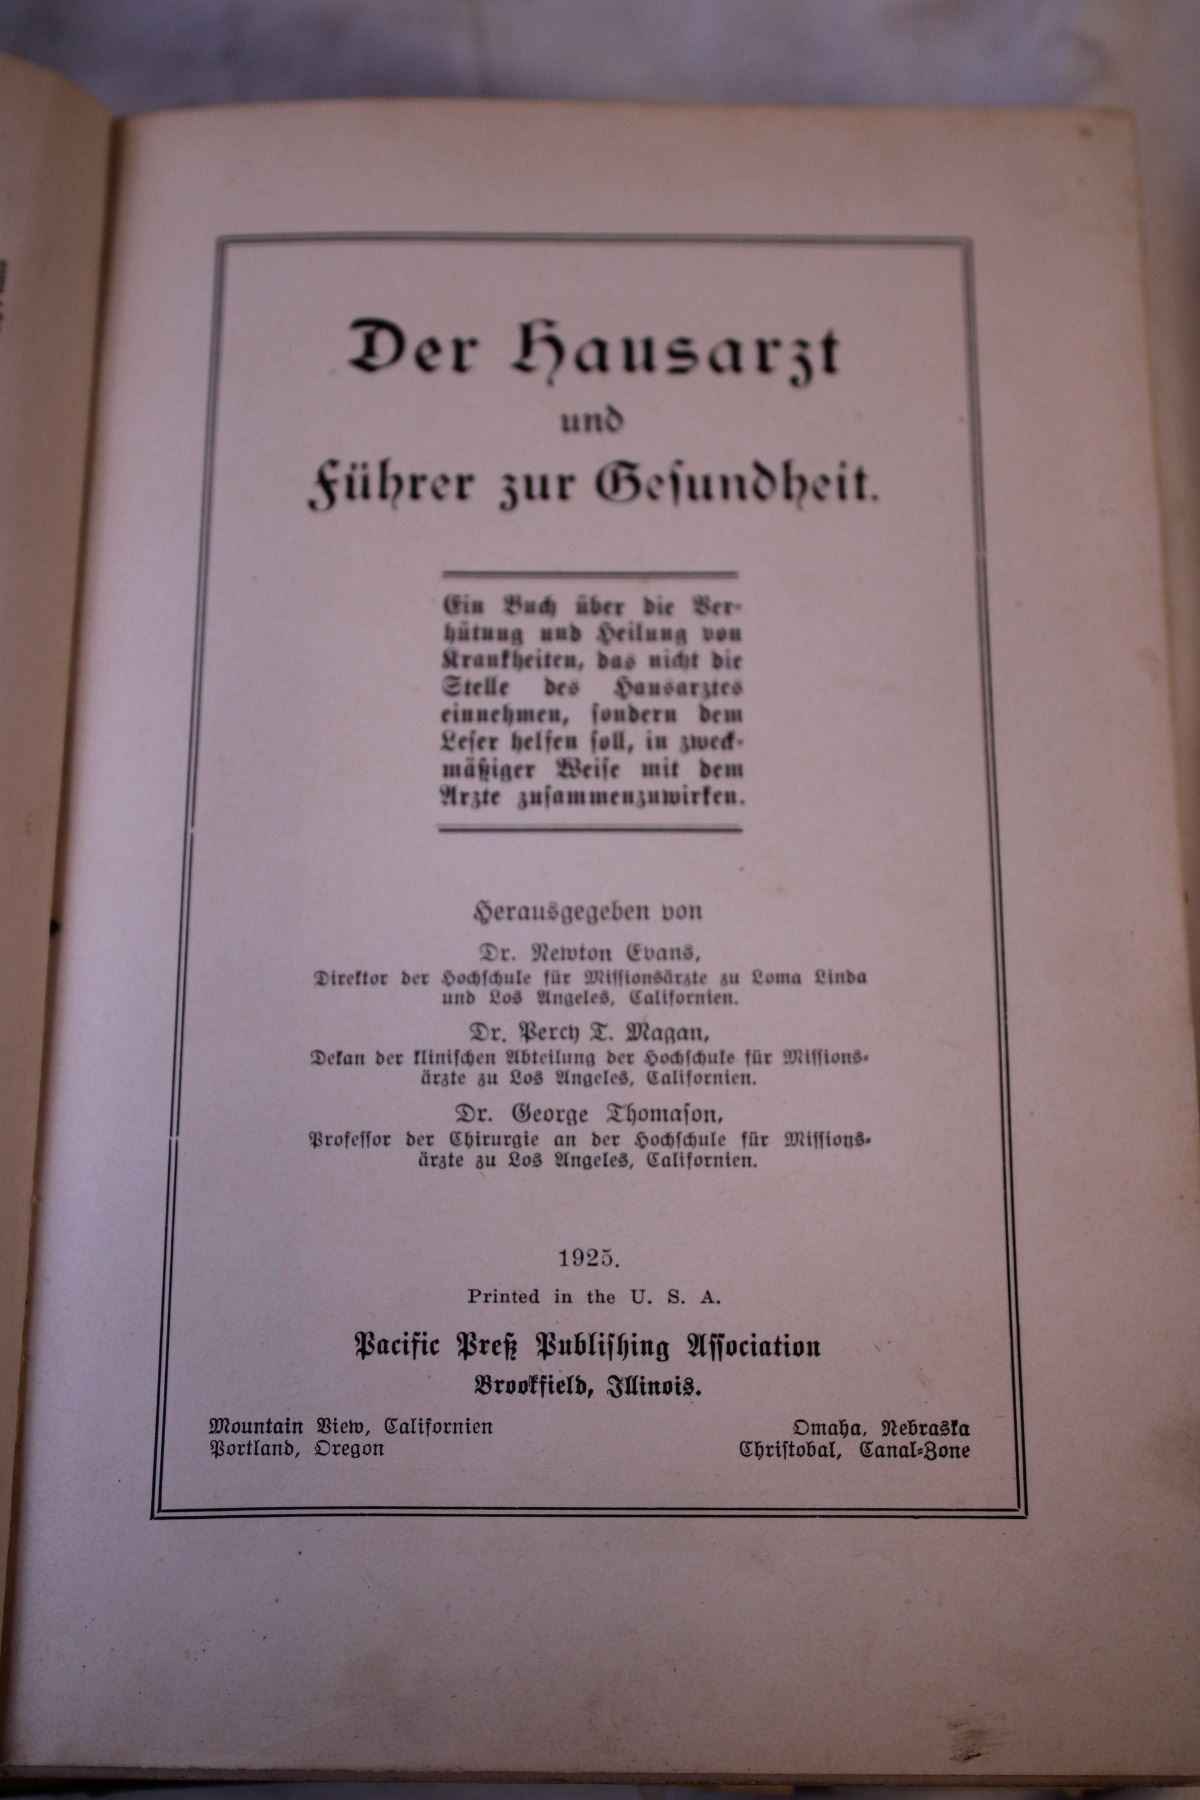 Der Hausarzt
und
Führer zur Geſundheit.
Ein Buch über die Ver-
hütung und Heilung von
Krankheiten, das nicht die
Stelle des Hausarztes
einnehmen, ſondern dem
Leſer helfen ſoll, in zweck-
mäßiger Weiſe mit dem
Arzte zuſammenzuwirken.
Herausgegeben von
Dr. Newton Evans,
Direktor der Hochſchule für Miſſionsärzte zu Loma Linda
und Los Angeles, Californien.
Dr. Percy T. Magan,
Dekan der kliniſchen Abteilung der Hochſchule für Miſſions-
ärzte zu Los Angeles, Californien.
Dr. George Thomaſon,
Profeſſor der Chirurgie an der Hochſchule für Miſſions-
ärzte zu Los Angeles, Californien.
1925.
Printed in the U. S. A.
Pacific Preß Publiſhing Aſſociation
Brookfield, Illinois.
Mountain View, Californien
Portland, Oregon
Omaha, Nebraska
Chriſtobal, Canal-Zone